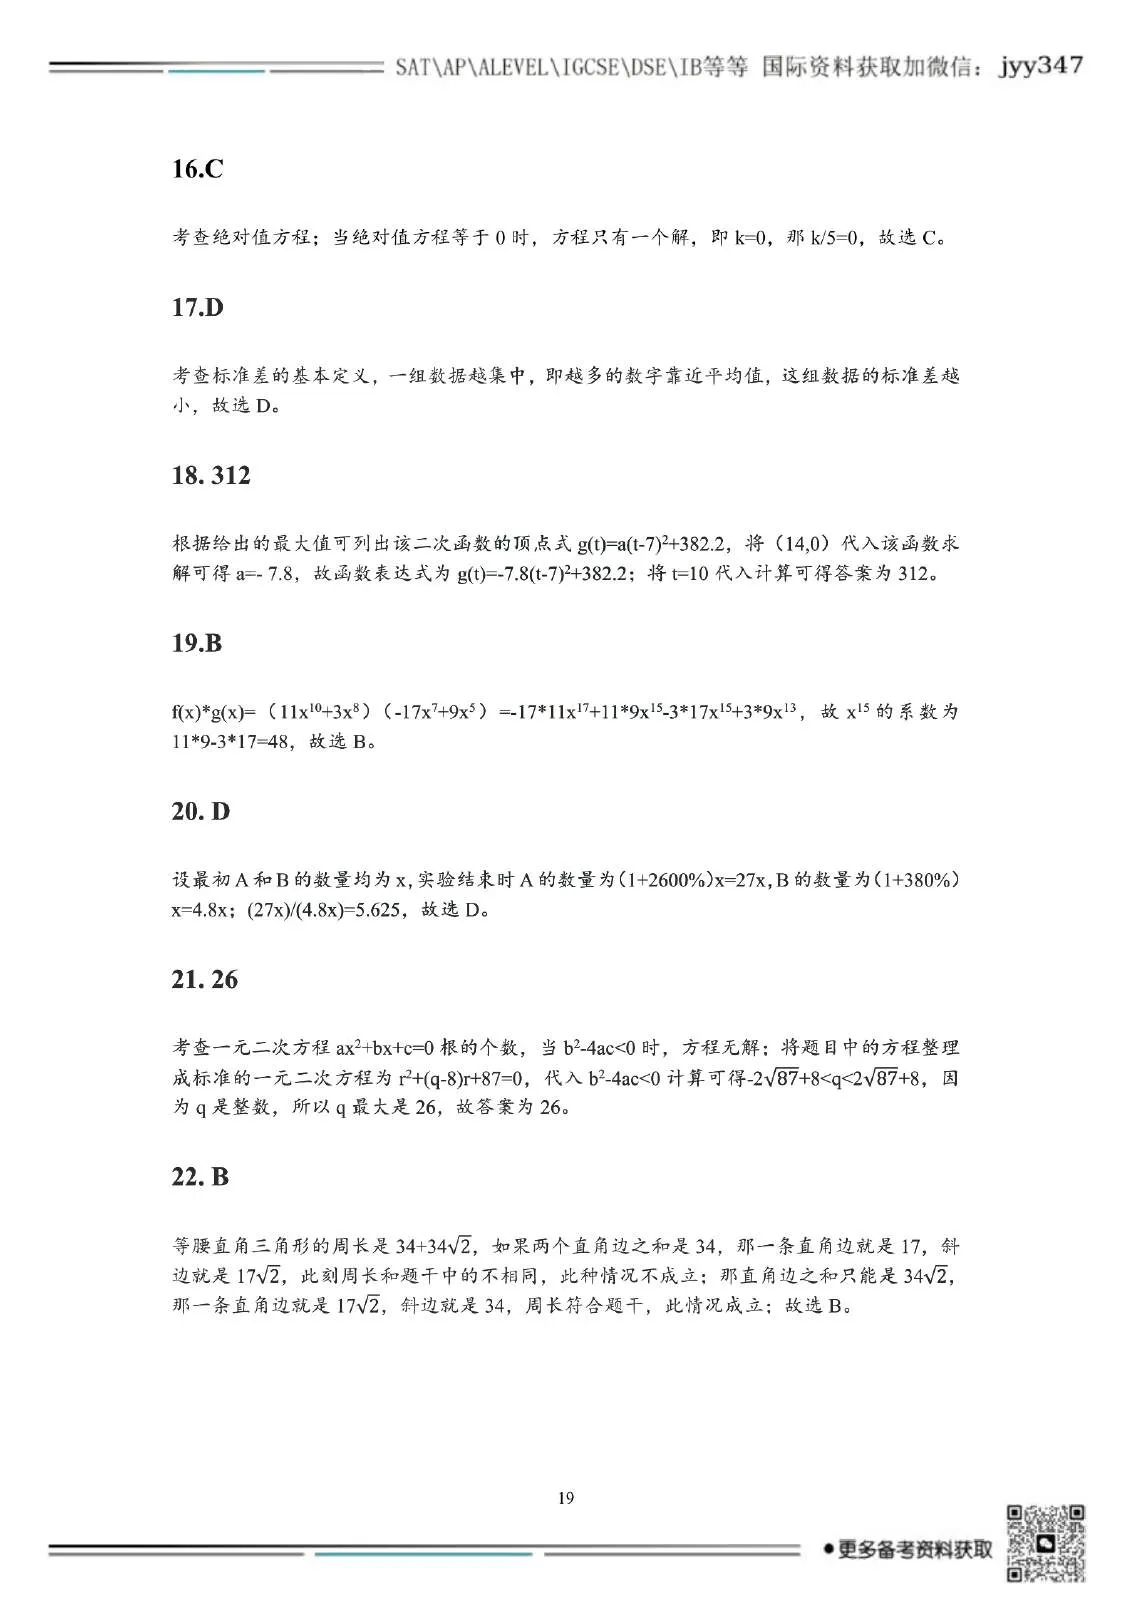 SAT\AP\ALEVEL\IGCSE\DSE\IB等等 国际资料获取加微信：jyy347
16.C
考查绝对值方程；当绝对值方程等于 0 时，方程只有一个解，即 k=0，那 k/5=0，故选 C。
17.D
考查标准差的基本定义，一组数据越集中，即越多的数字靠近平均值，这组数据的标准差越
小，故选 D。
18. 312
根据给出的最大值可列出该二次函数的顶点式 g(t)=a(t-7)²+382.2，将（14,0）代入该函数求
解可得 a=- 7.8，故函数表达式为 g(t)=-7.8(t-7)²+382.2；将 t=10 代入计算可得答案为 312。
19.B
f(x)*g(x)=（11x¹⁰+3x⁸）（-17x⁷+9x⁵）=-17*11x¹⁷+11*9x¹⁵-3*17x¹⁵+3*9x¹³，故 x¹⁵ 的系数为
11*9-3*17=48，故选 B。
20. D
设最初 A 和 B 的数量均为 x，实验结束时 A 的数量为（1+2600%）x=27x，B 的数量为（1+380%）
x=4.8x；(27x)/(4.8x)=5.625，故选 D。
21. 26
考查一元二次方程 ax²+bx+c=0 根的个数，当 b²-4ac<0 时，方程无解；将题目中的方程整理
成标准的一元二次方程为 r²+(q-8)r+87=0，代入 b²-4ac<0 计算可得-2√87+8<q<2√87+8，因
为 q 是整数，所以 q 最大是 26，故答案为 26。
22. B
等腰直角三角形的周长是 34+34√2，如果两个直角边之和是 34，那一条直角边就是 17，斜
边就是 17√2，此刻周长和题干中的不相同，此种情况不成立；那直角边之和只能是 34√2，
那一条直角边就是 17√2，斜边就是 34，周长符合题干，此情况成立；故选 B。
19
●更多备考资料获取